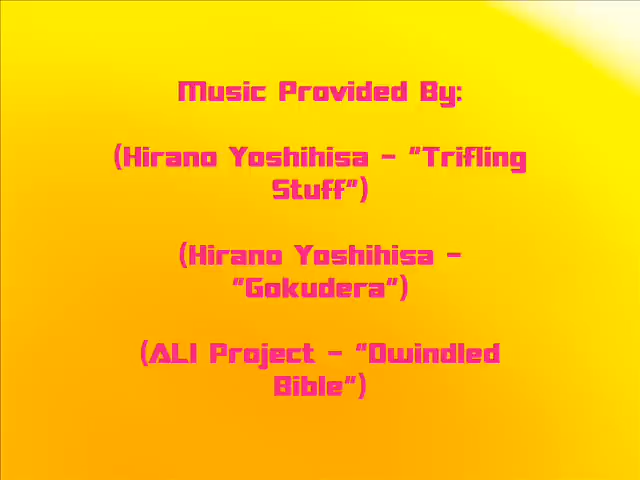 Music Provided By:
(Hirano Yoshihisa - "Trifling
Stuff")
(Hirano Yoshihisa -
"Gokudera")
(ALI Project - "Dwindled
Bible")